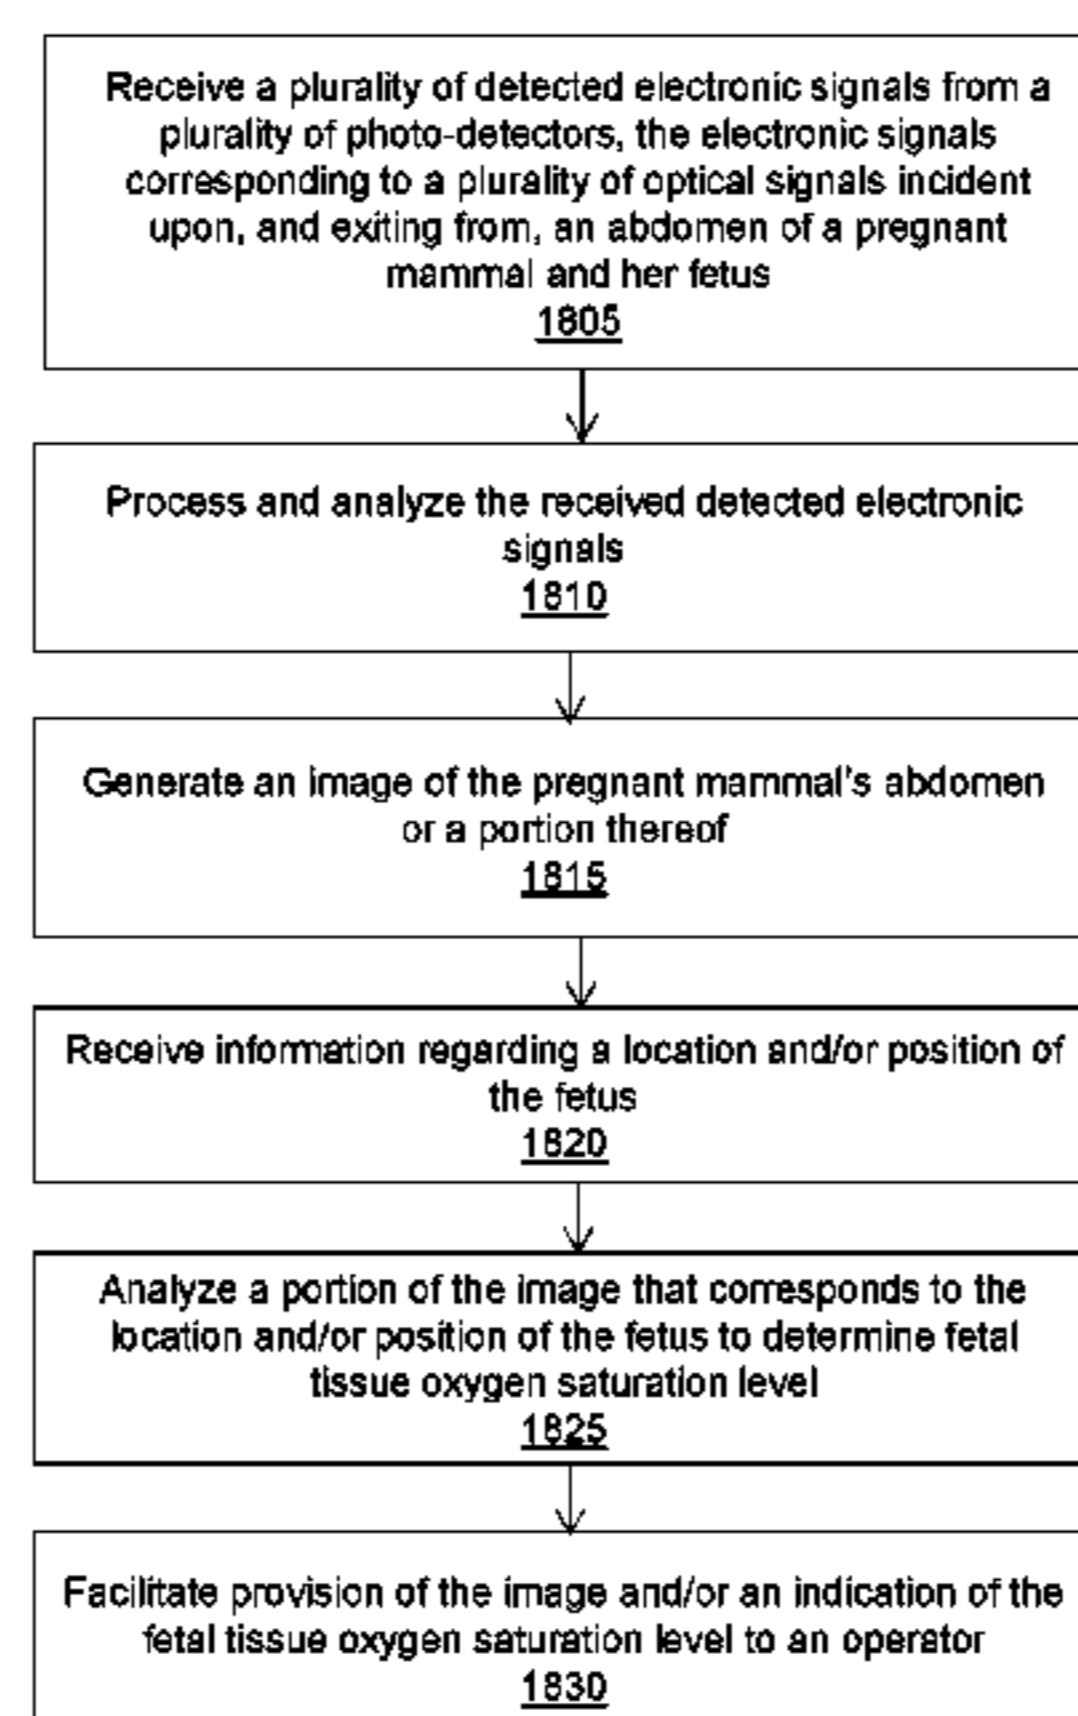 Receive a plurality of detected electronic signals from a
plurality of photo-detectors, the electronic signals
corresponding to a plurality of optical signals incident
upon, and exiting from, an abdomen of a pregnant
mammal and her fetus
1805
Process and analyze the received detected electronic
signals
1810
Generate an image of the pregnant mammal's abdomen
or a portion thereof
1815
Receive information regarding a location and/or position of
the fetus
1820
Analyze a portion of the image that corresponds to the
location and/or position of the fetus to determine fetal
tissue oxygen saturation level
1825
Facilitate provision of the image and/or an indication of the
fetal tissue oxygen saturation level to an operator
1830